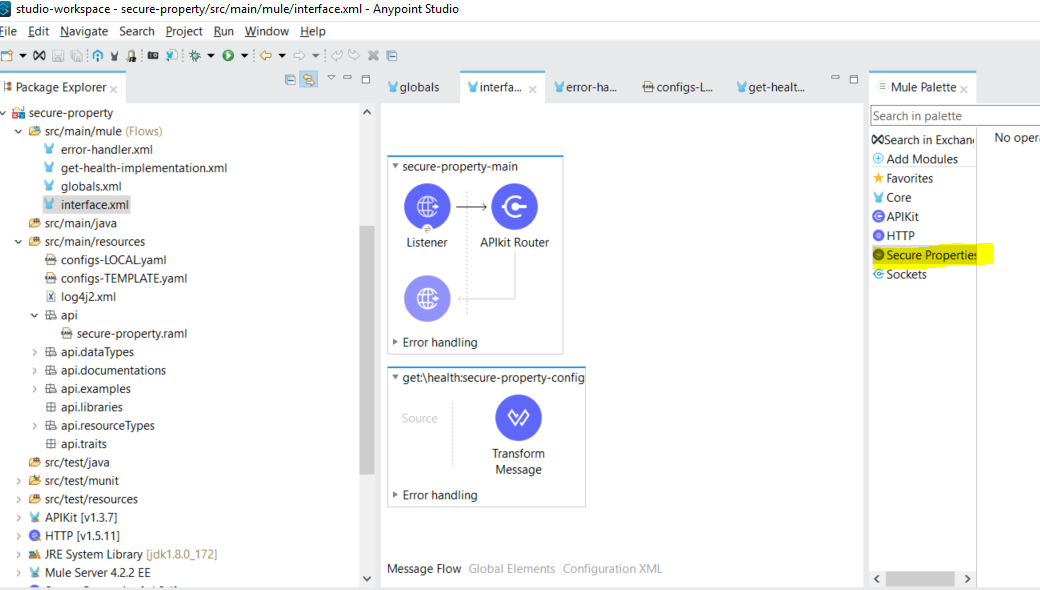 studio-workspace - secure-property/src/main/mule/interface.xml - Anypoint Studio
File Edit Navigate Search Project Run Window Help
Package Explorer
secure-property
src/main/mule (Flows)
error-handler.xml
get-health-implementation.xml
globals.xml
interface.xml
src/main/java
src/main/resources
configs-LOCAL.yaml
configs-TEMPLATE.yaml
log4j2.xml
api
secure-property.raml
api.dataTypes
api.documentations
api.examples
api.libraries
api.resourceTypes
api.traits
src/test/java
src/test/munit
src/test/resources
APIKit [v1.3.7]
HTTP [v1.5.11]
JRE System Library [jdk1.8.0_172]
Mule Server 4.2.2 EE
globals
interfa...
error-ha...
configs-L...
get-healt...
secure-property-main
Listener
APIkit Router
Error handling
get:\health:secure-property-config
Source
Transform
Message
Error handling
Message Flow Global Elements Configuration XML
Mule Palette
Search in palette
Search in Exchan
Add Modules
Favorites
Core
APIKit
HTTP
Secure Properties
Sockets
No opera